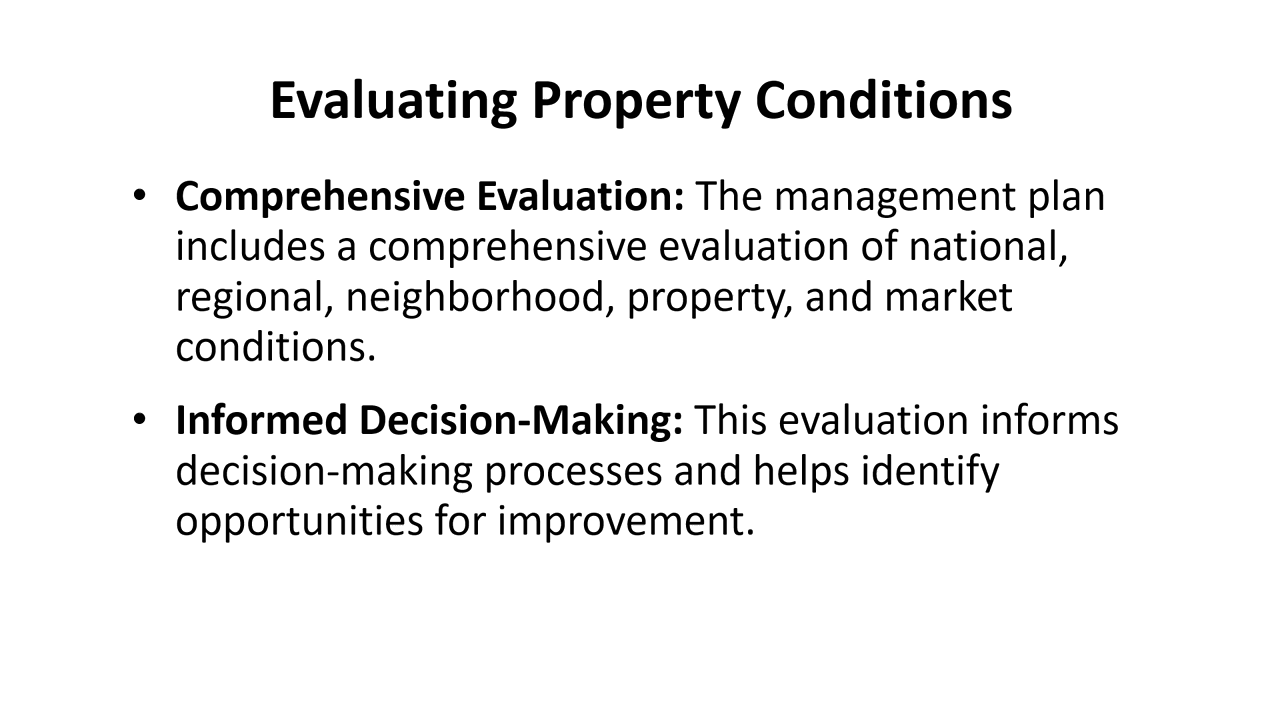 Evaluating Property Conditions
• Comprehensive Evaluation: The management plan
includes a comprehensive evaluation of national,
regional, neighborhood, property, and market
conditions.
• Informed Decision-Making: This evaluation informs
decision-making processes and helps identify
opportunities for improvement.